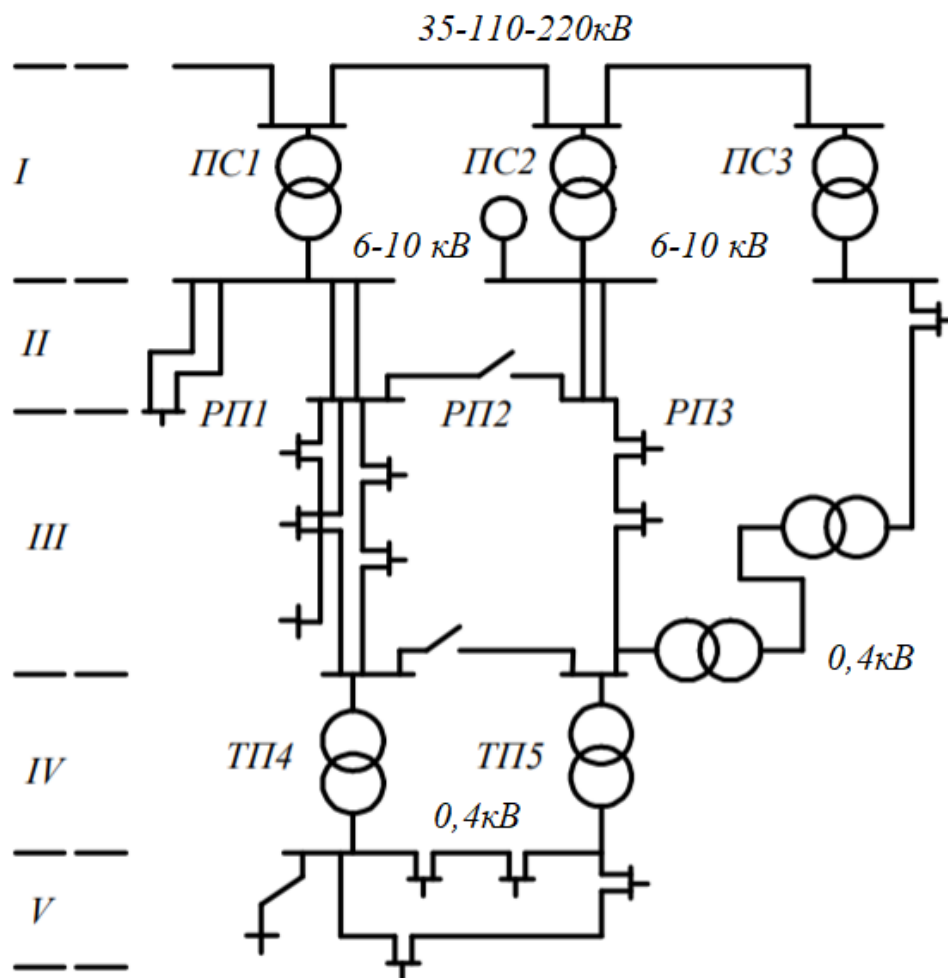 35-110-220кВ
I
ПС1
ПС2
ПС3
6-10 кВ
6-10 кВ
II
РП1
РП2
РП3
III
0,4кВ
IV
ТП4
ТП5
0,4кВ
V